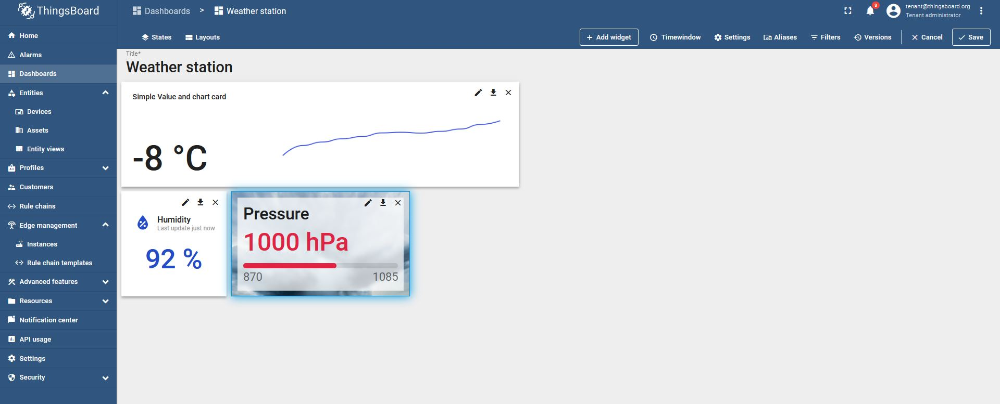 ThingsBoard
Home
Alarms
Dashboards
Entities
Devices
Assets
Entity views
Profiles
Customers
Rule chains
Edge management
Instances
Rule chain templates
Advanced features
Resources
Notification center
API usage
Settings
Security
Dashboards > Weather station
3
tenant@thingsboard.org
Tenant administrator
States Layouts + Add widget Timewindow Settings Aliases Filters Versions Cancel Save
Title*
Weather station
Simple Value and chart card
-8 °C
Humidity
Last update just now
92 %
Pressure
1000 hPa
870 1085